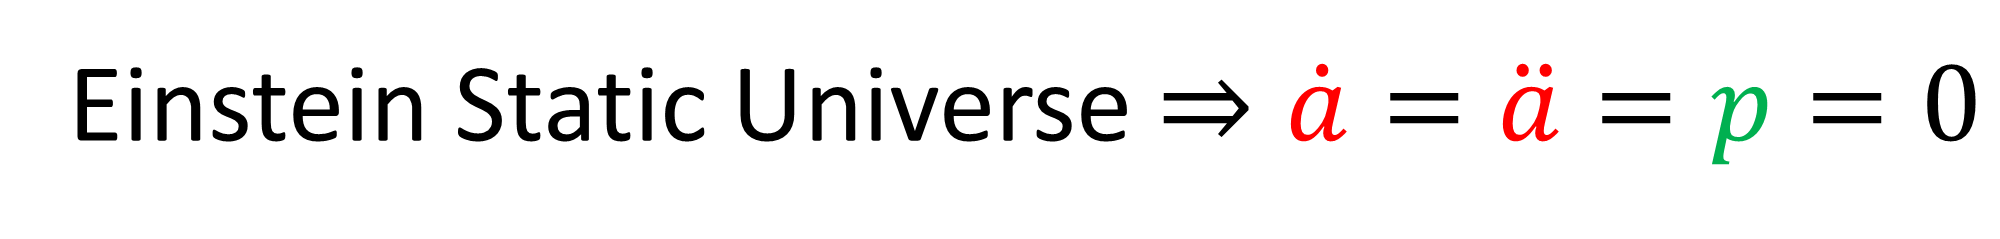 Einstein Static Universe ⇒ ȧ = ä = p = 0